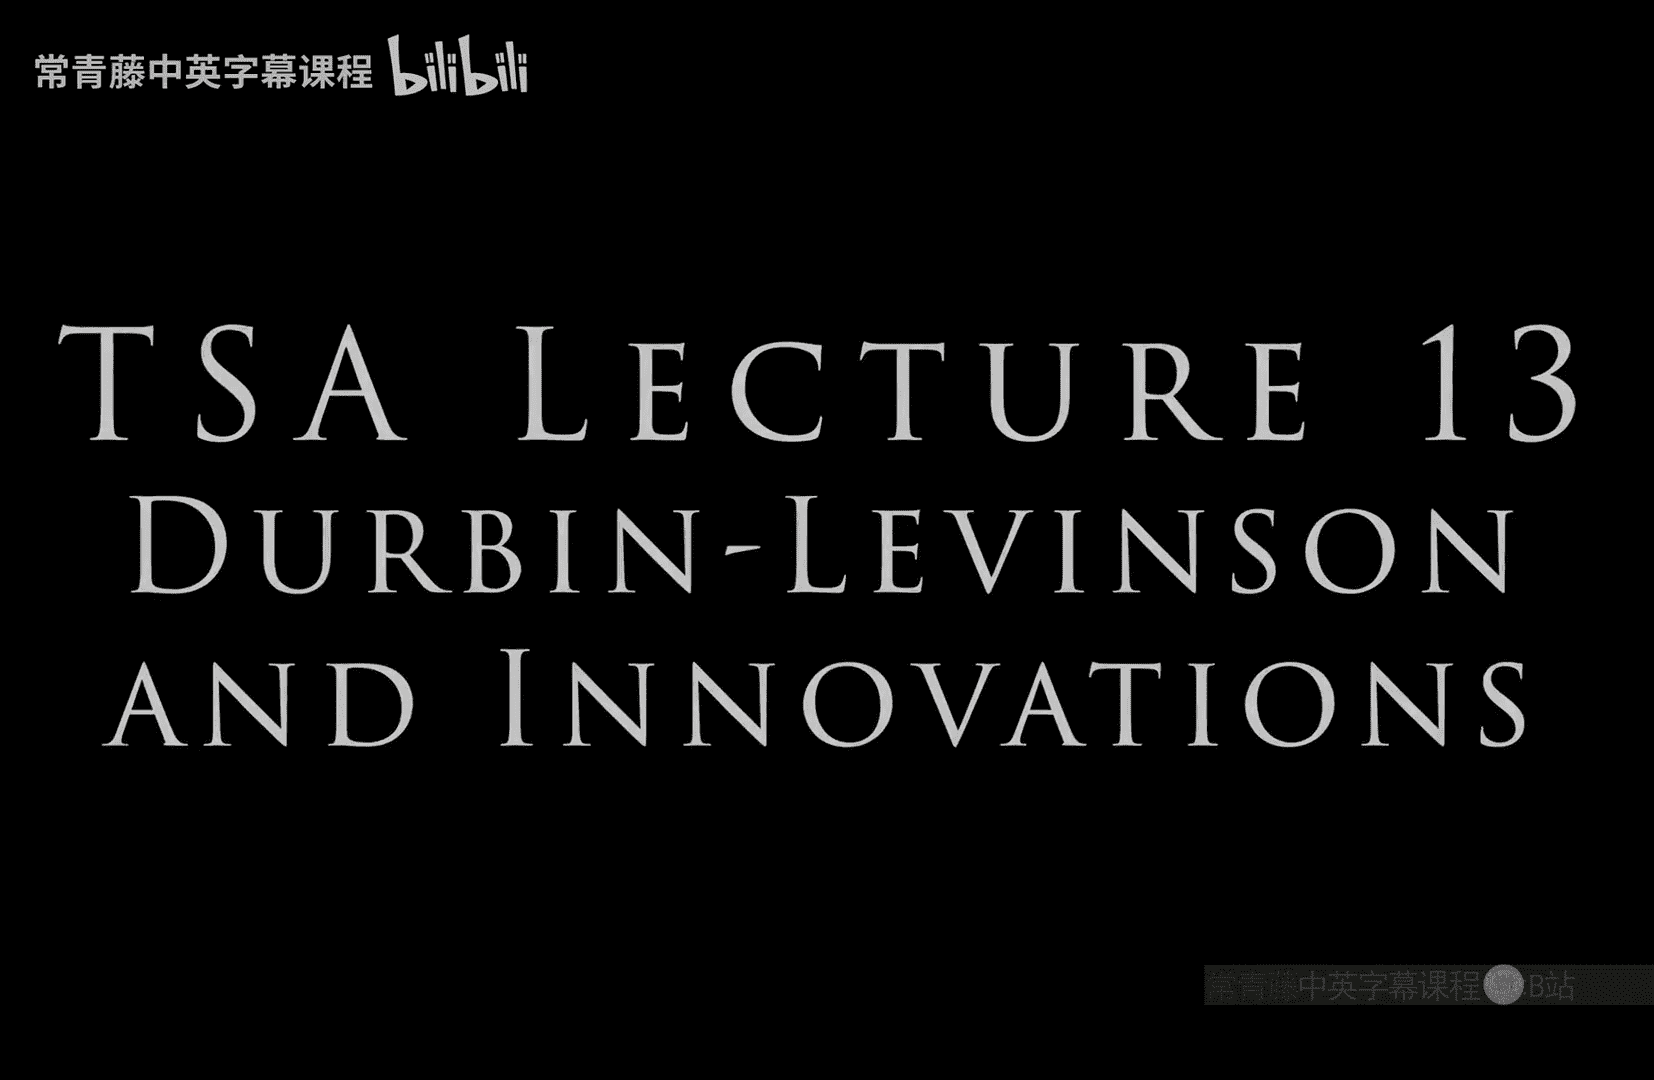 常青藤中英字幕课程 bilibili
TSA LECTURE 13
DURBIN-LEVINSON
AND INNOVATIONS
常青藤中英字幕课程 B站